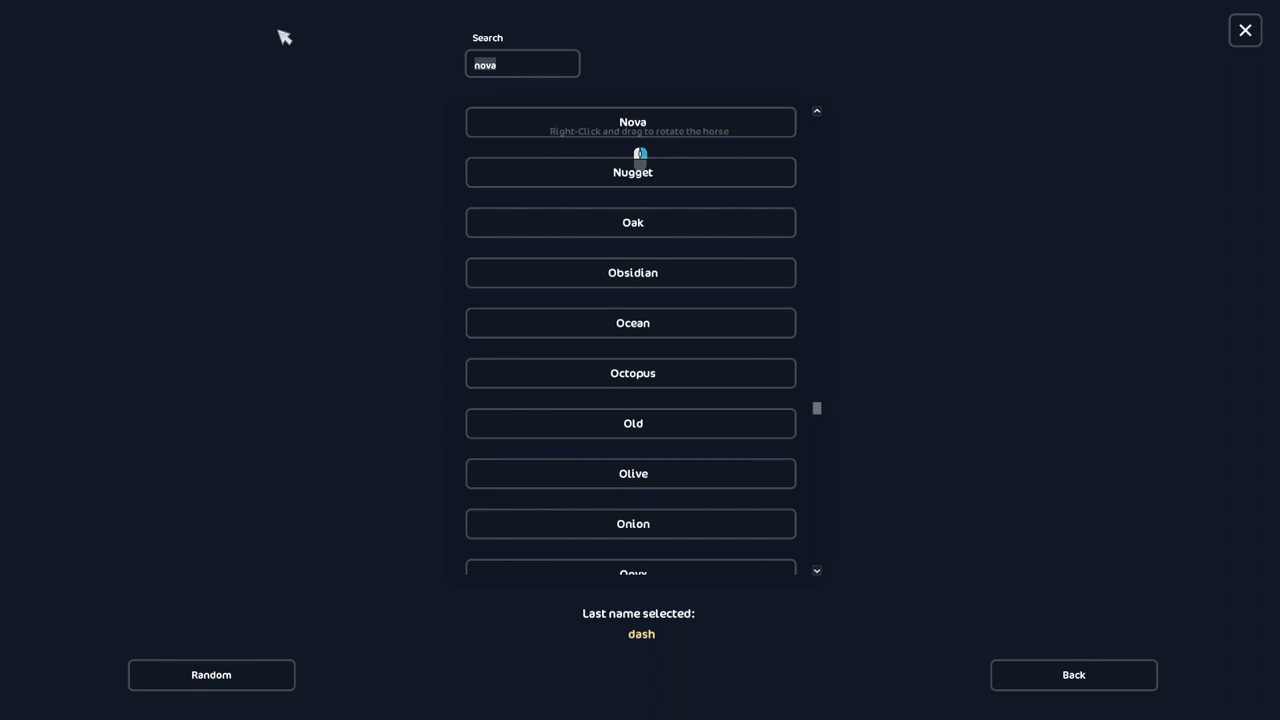 Search
nova
Nova
Right-Click and drag to rotate the horse
Nugget
Oak
Obsidian
Ocean
Octopus
Old
Olive
Onion
Onyx
Last name selected:
dash
Random
Back